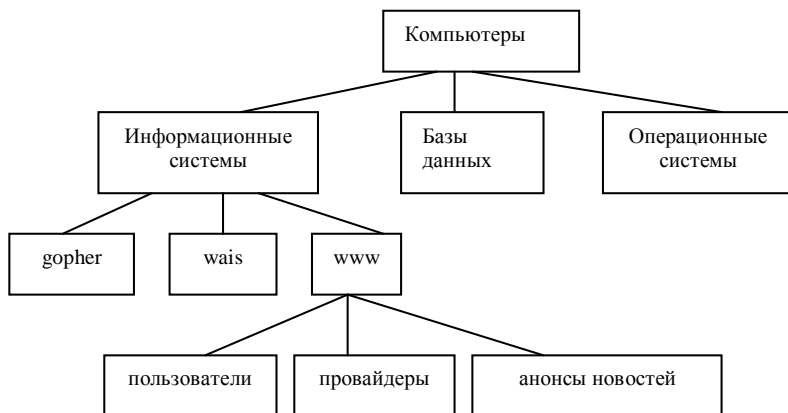 Компьютеры
Информационные
системы
Базы
данных
Операционные
системы
gopher
wais
www
пользователи
провайдеры
анонсы новостей